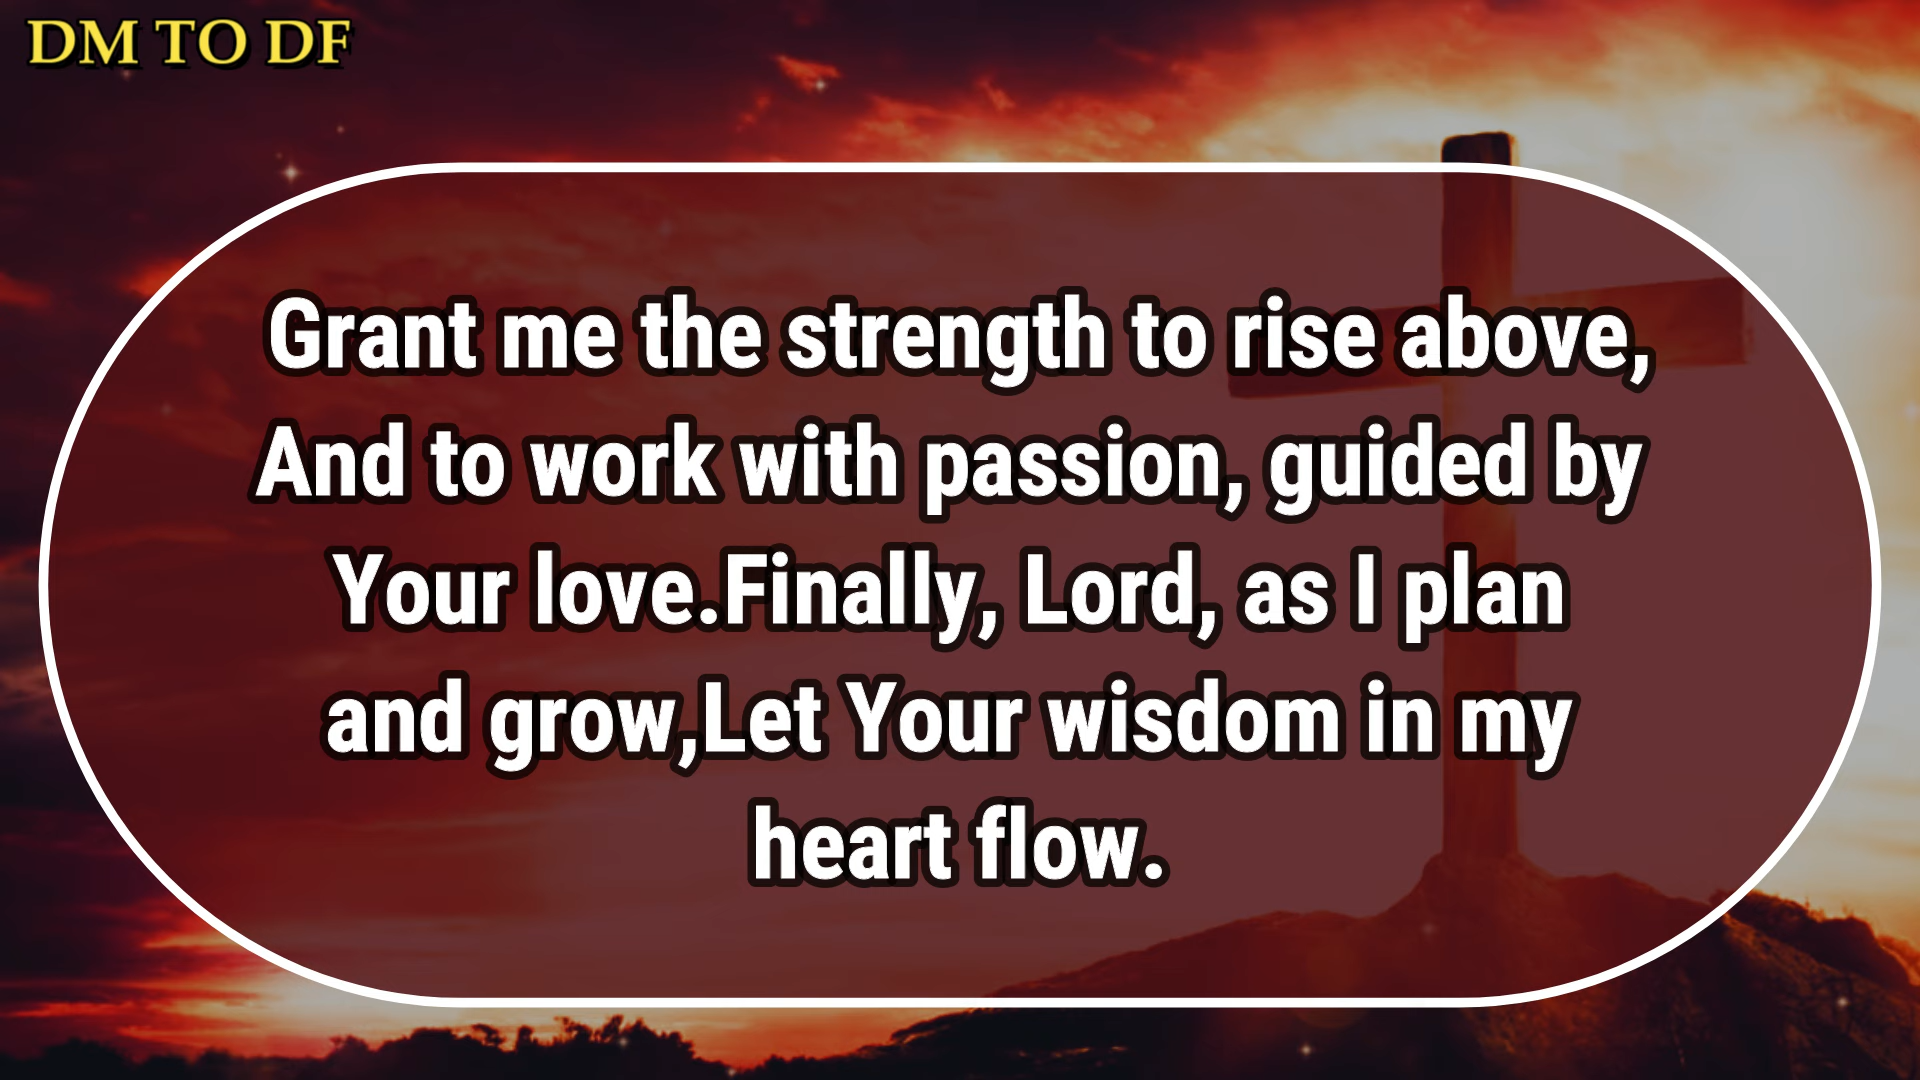 DM TO DF
Grant me the strength to rise above,
And to work with passion, guided by
Your love.Finally, Lord, as I plan
and grow,Let Your wisdom in my
heart flow.